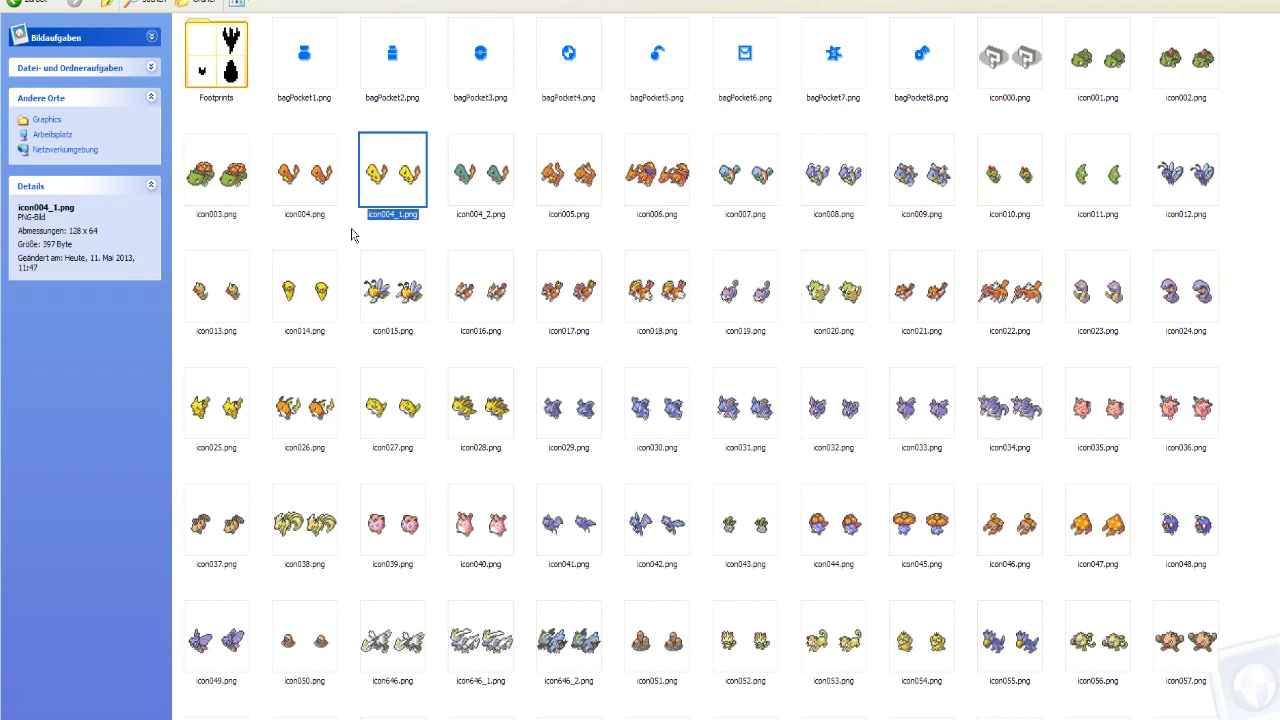 Zurück Suchen Ordner
Bildaufgaben
Datei- und Ordneraufgaben
Andere Orte
Graphics
Arbeitsplatz
Netzwerkumgebung
Details
icon004_1.png
PNG-Bild
Abmessungen: 128 x 64
Größe: 397 Byte
Geändert am: Heute, 11. Mai 2013, 11:47
Footprints bagPocket1.png bagPocket2.png bagPocket3.png bagPocket4.png bagPocket5.png bagPocket6.png bagPocket7.png bagPocket8.png icon000.png icon001.png icon002.png
icon003.png icon004.png icon004_1.png icon004_2.png icon005.png icon006.png icon007.png icon008.png icon009.png icon010.png icon011.png icon012.png
icon013.png icon014.png icon015.png icon016.png icon017.png icon018.png icon019.png icon020.png icon021.png icon022.png icon023.png icon024.png
icon025.png icon026.png icon027.png icon028.png icon029.png icon030.png icon031.png icon032.png icon033.png icon034.png icon035.png icon036.png
icon037.png icon038.png icon039.png icon040.png icon041.png icon042.png icon043.png icon044.png icon045.png icon046.png icon047.png icon048.png
icon049.png icon050.png icon646.png icon646_1.png icon646_2.png icon051.png icon052.png icon053.png icon054.png icon055.png icon056.png icon057.png